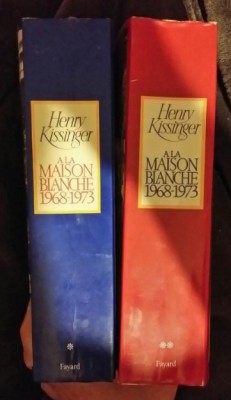 Henry
Kissinger
A LA
MAISON
BLANCHE
1968-1973
*
Fayard
Henry
Kissinger
A LA
MAISON
BLANCHE
1968-1973
**
Fayard